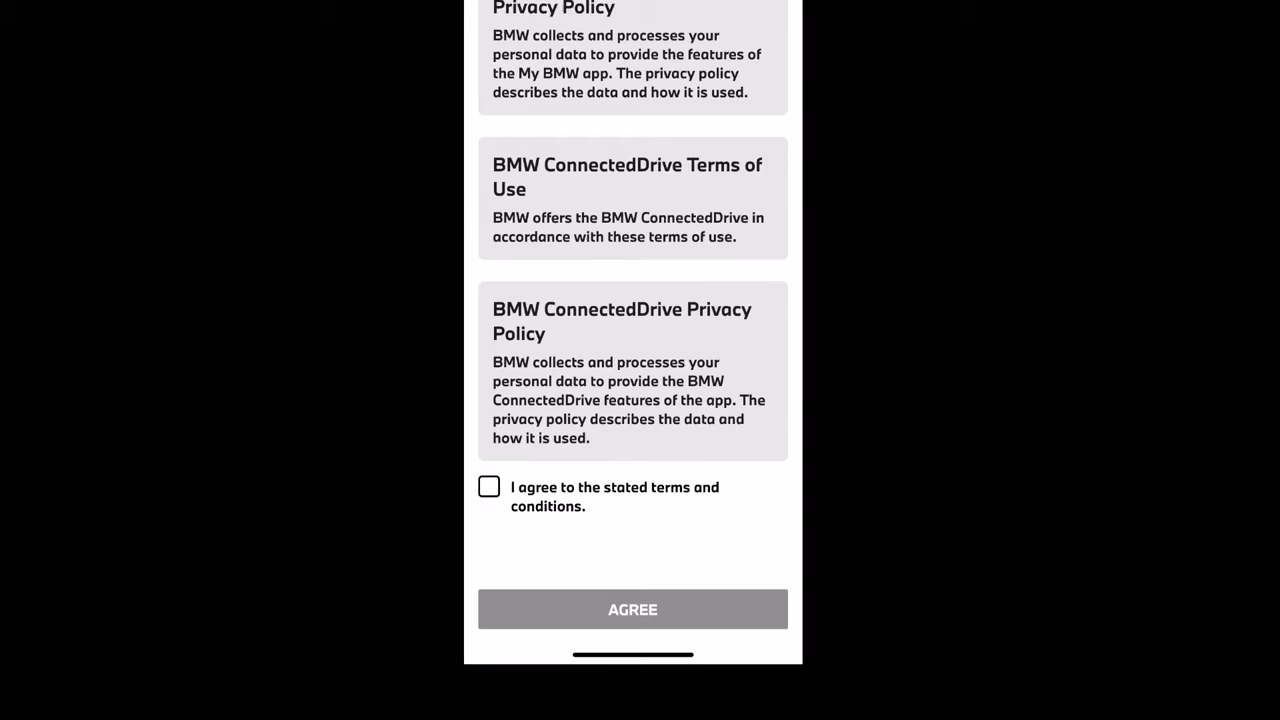 Privacy Policy
BMW collects and processes your
personal data to provide the features of
the My BMW app. The privacy policy
describes the data and how it is used.
BMW ConnectedDrive Terms of
Use
BMW offers the BMW ConnectedDrive in
accordance with these terms of use.
BMW ConnectedDrive Privacy
Policy
BMW collects and processes your
personal data to provide the BMW
ConnectedDrive features of the app. The
privacy policy describes the data and
how it is used.
I agree to the stated terms and
conditions.
AGREE